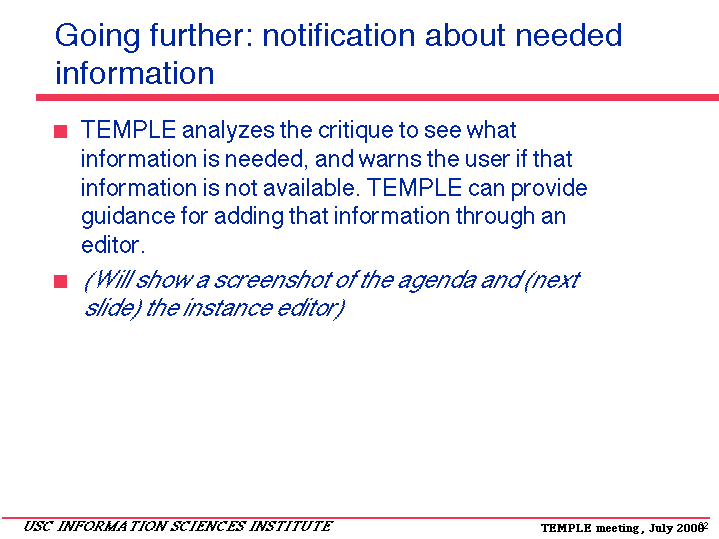 Going further: notification about needed
information
TEMPLE analyzes the critique to see what
information is needed, and warns the user if that
information is not available. TEMPLE can provide
guidance for adding that information through an
editor.
(Will show a screenshot of the agenda and (next
slide) the instance editor)
USC INFORMATION SCIENCES INSTITUTE
TEMPLE meeting, July 2000